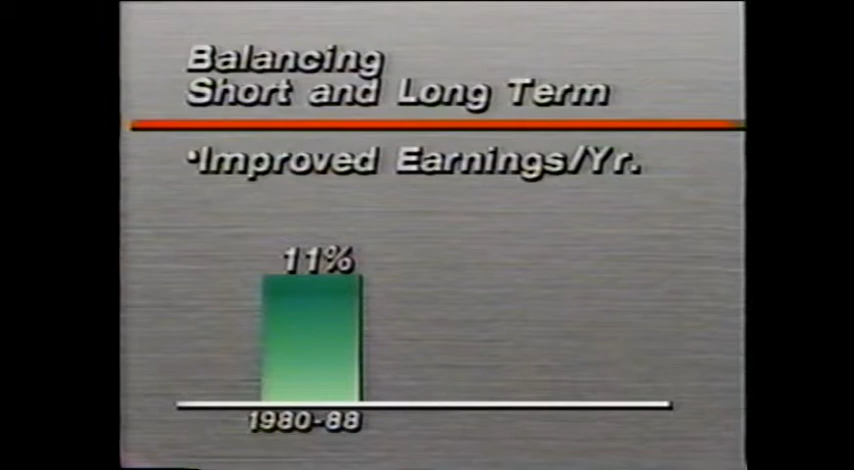 Balancing
Short and Long Term
•Improved Earnings/Yr.
11%
1980-88